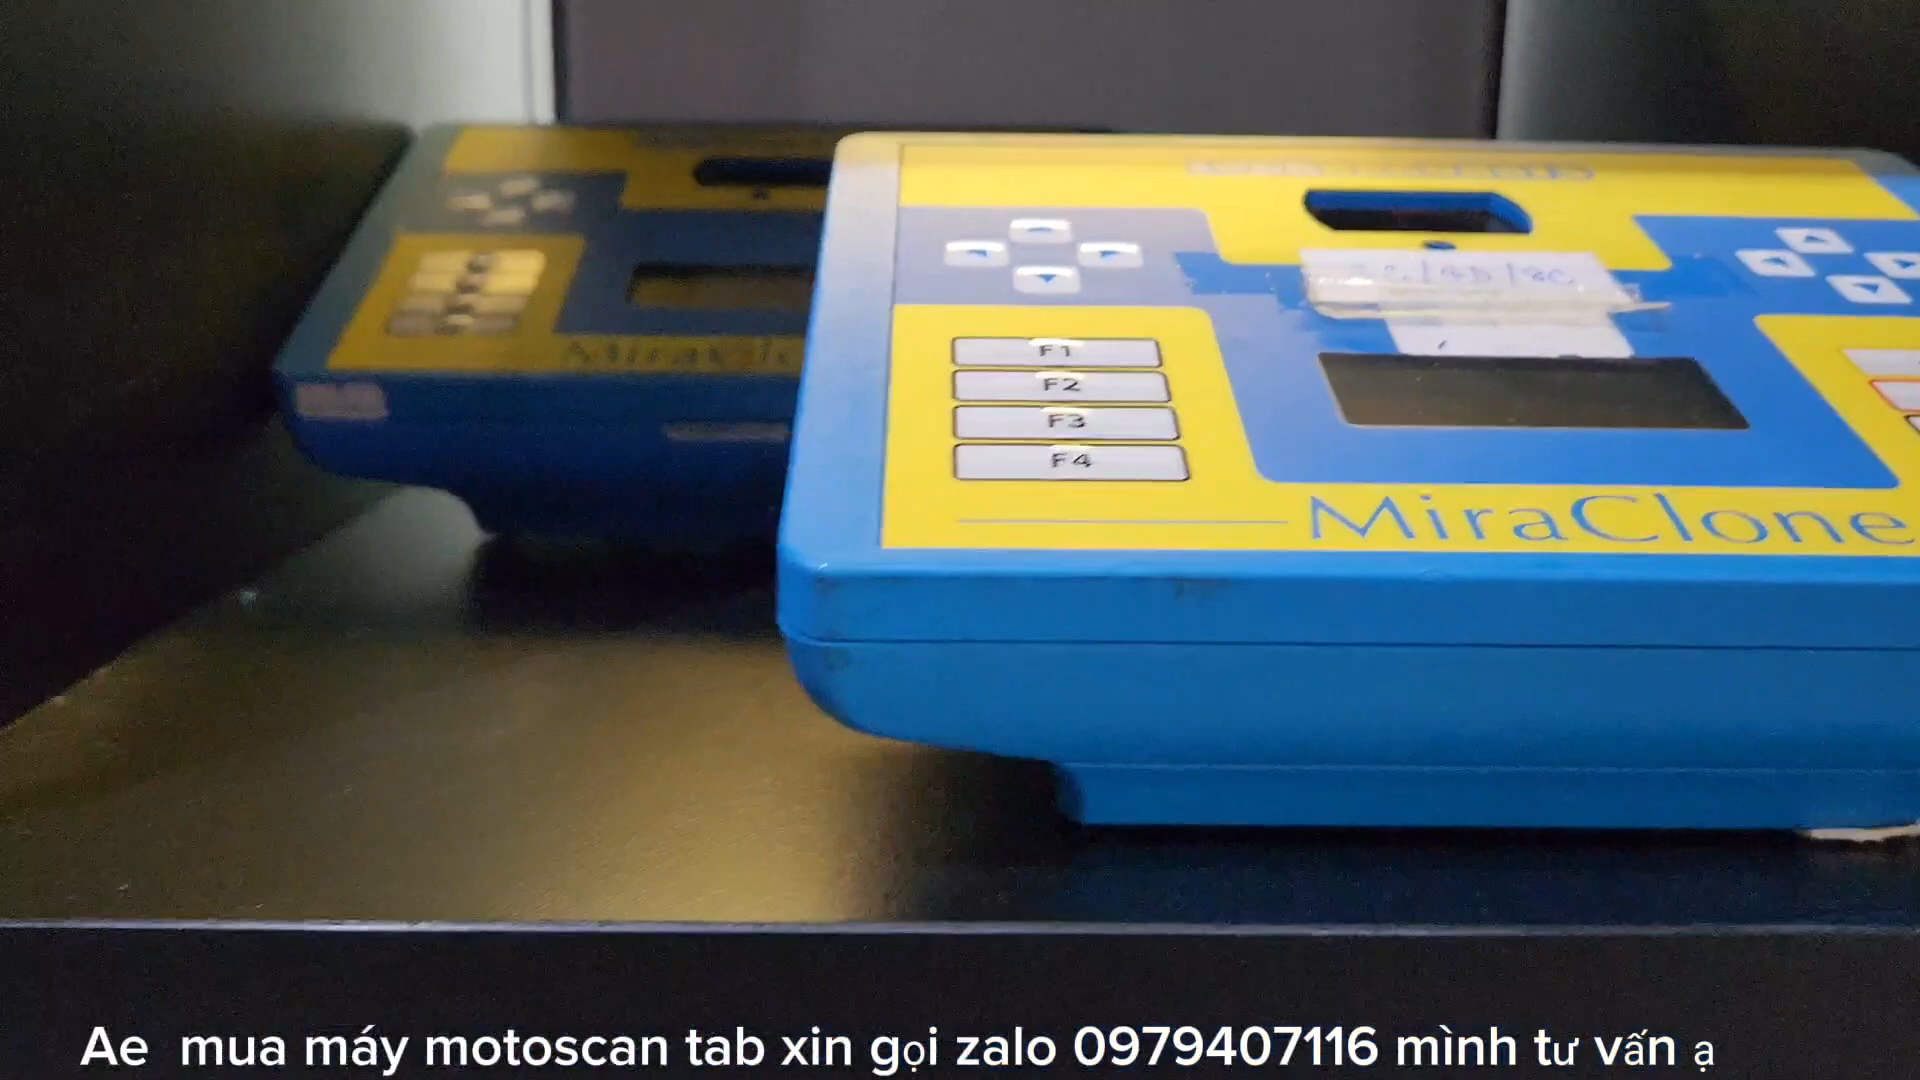 F1
F2
F3
F4
MiraClone
Ae mua máy motoscan tab xin gọi zalo 0979407116 mình tư vấn ạ